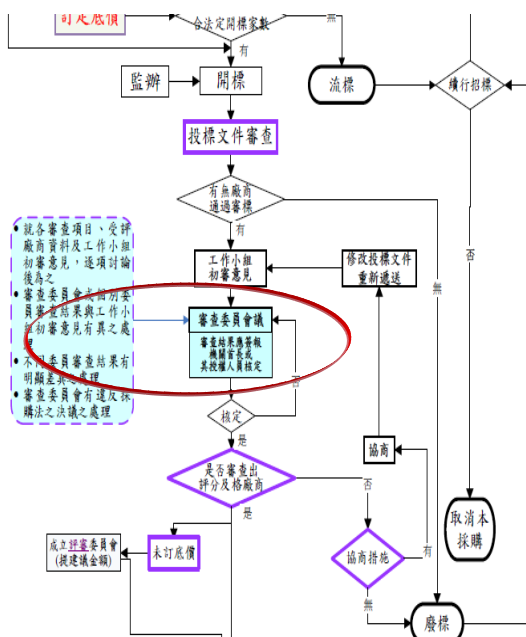 訂定底價
合法定開標家數
無
有
監辦
開標
流標
續行招標
投標文件審查
有無廠商
通過審標
有
無
否
• 就各審查項目、受評
廠商資料及工作小組
初審意見，逐項討論
後為之
• 審查委員會或個別委
員審查結果與工作小
組初審意見有異之處
理
• 不同委員審查結果有
明顯差異之處理
• 審查委員會有違反採
購法之決議之處理
工作小組
初審意見
修改投標文件
重新遞送
審查委員會議
審查結果應簽報
機關首長或
其授權人員核定
否
核定
是
協商
是否審查出
評分及格廠商
否
是
有
取消本
採購
成立評審委員會
(提建議金額)
未訂底價
協商措施
無
廢標